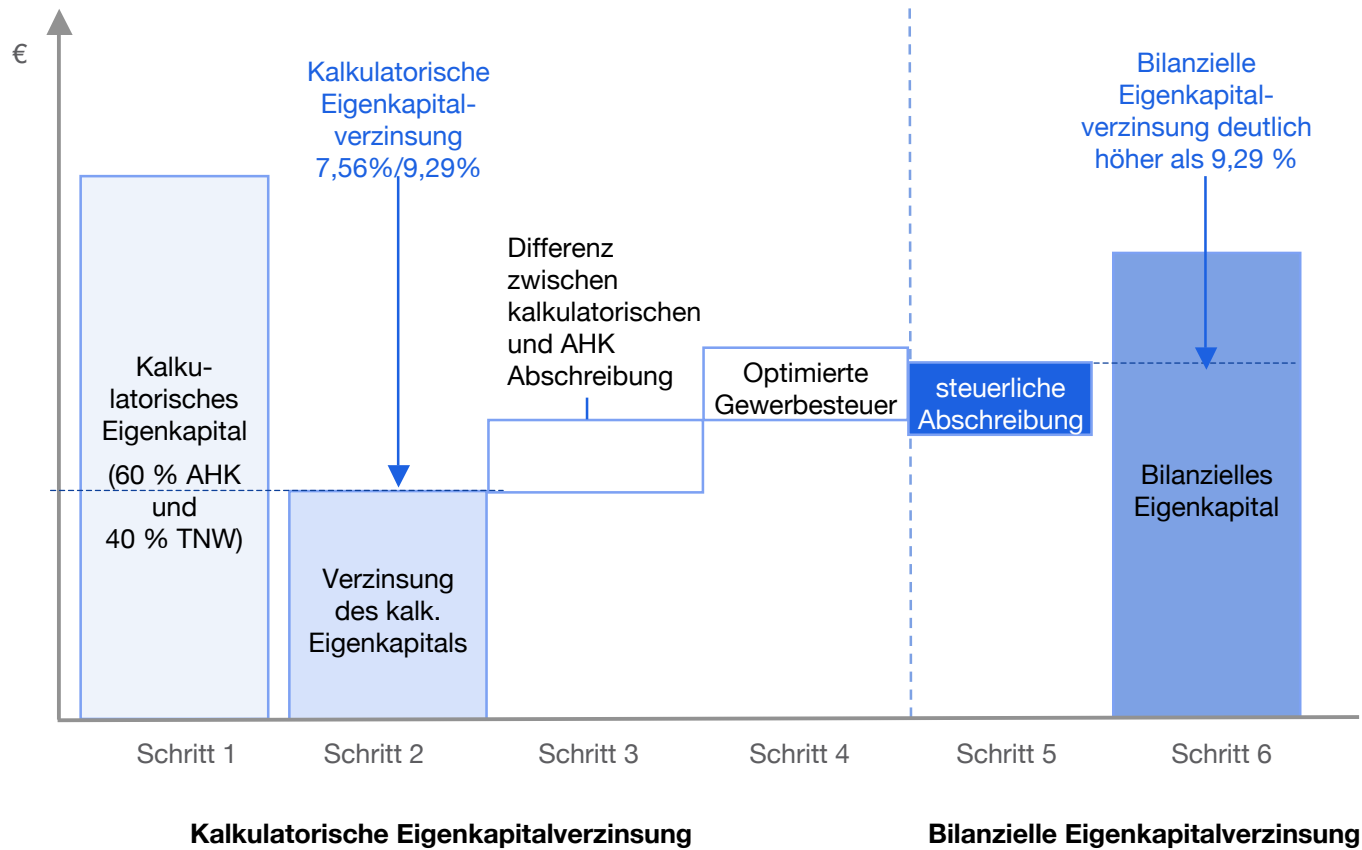 €
Kalkulatorische
Eigenkapital-
verzinsung
7,56%/9,29%
Bilanzielle
Eigenkapital-
verzinsung deutlich
höher als 9,29 %
Differenz
zwischen
kalkulatorischen
und AHK
Abschreibung
Kalku-
latorisches
Eigenkapital
(60 % AHK
und
40 % TNW)
Verzinsung
des kalk.
Eigenkapitals
Optimierte
Gewerbesteuer
steuerliche
Abschreibung
Bilanzielles
Eigenkapital
Schritt 1
Schritt 2
Schritt 3
Schritt 4
Schritt 5
Schritt 6
Kalkulatorische Eigenkapitalverzinsung
Bilanzielle Eigenkapitalverzinsung